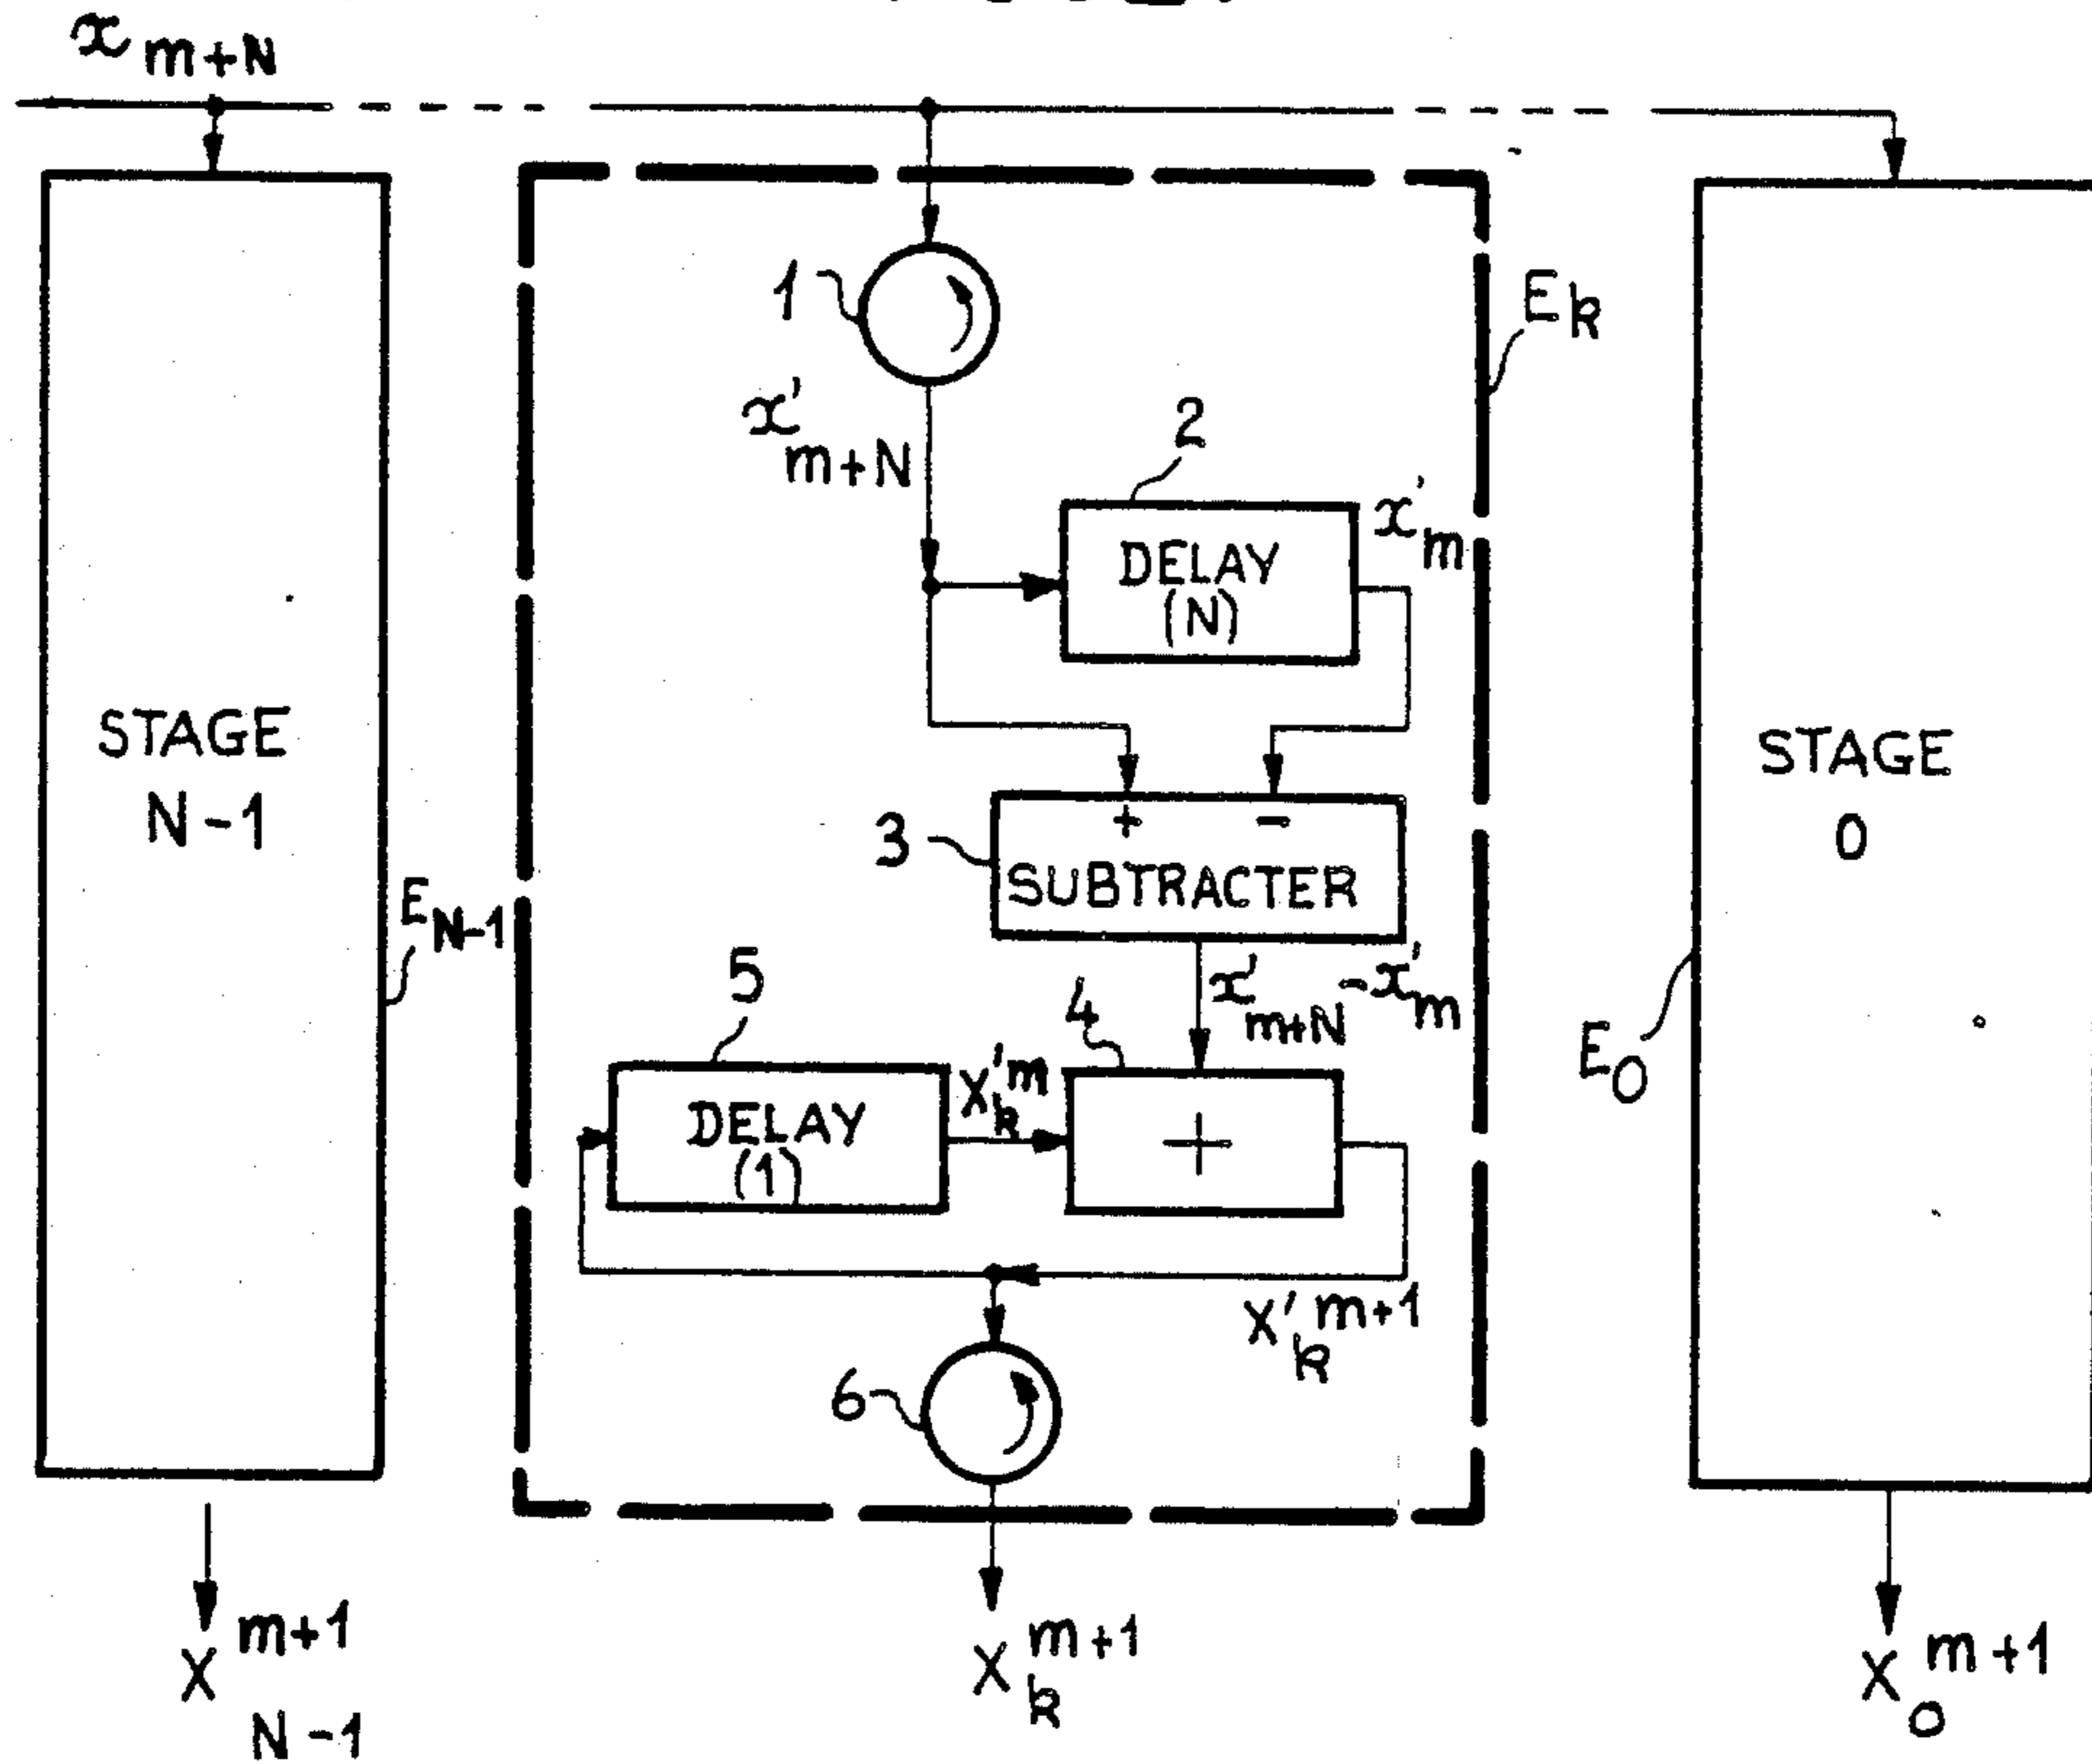 x m+N
1
E k
x' m+N
2
x' m
DELAY
(N)
STAGE
N-1
STAGE
0
+ -
3
SUBTRACTER
E N-1
x' m+N - x' m
5
4
E 0
X' k m
DELAY
(1)
+
X' k m+1
6
X m+1 N-1
X k m+1
X 0 m+1